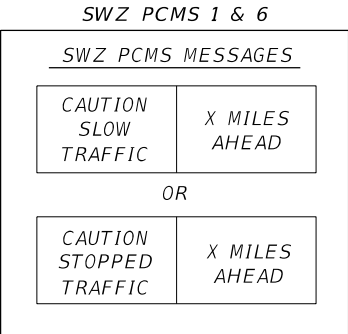 SWZ PCMS 1 & 6
SWZ PCMS MESSAGES
CAUTION
SLOW
TRAFFIC
X MILES
AHEAD
OR
CAUTION
STOPPED
TRAFFIC
X MILES
AHEAD